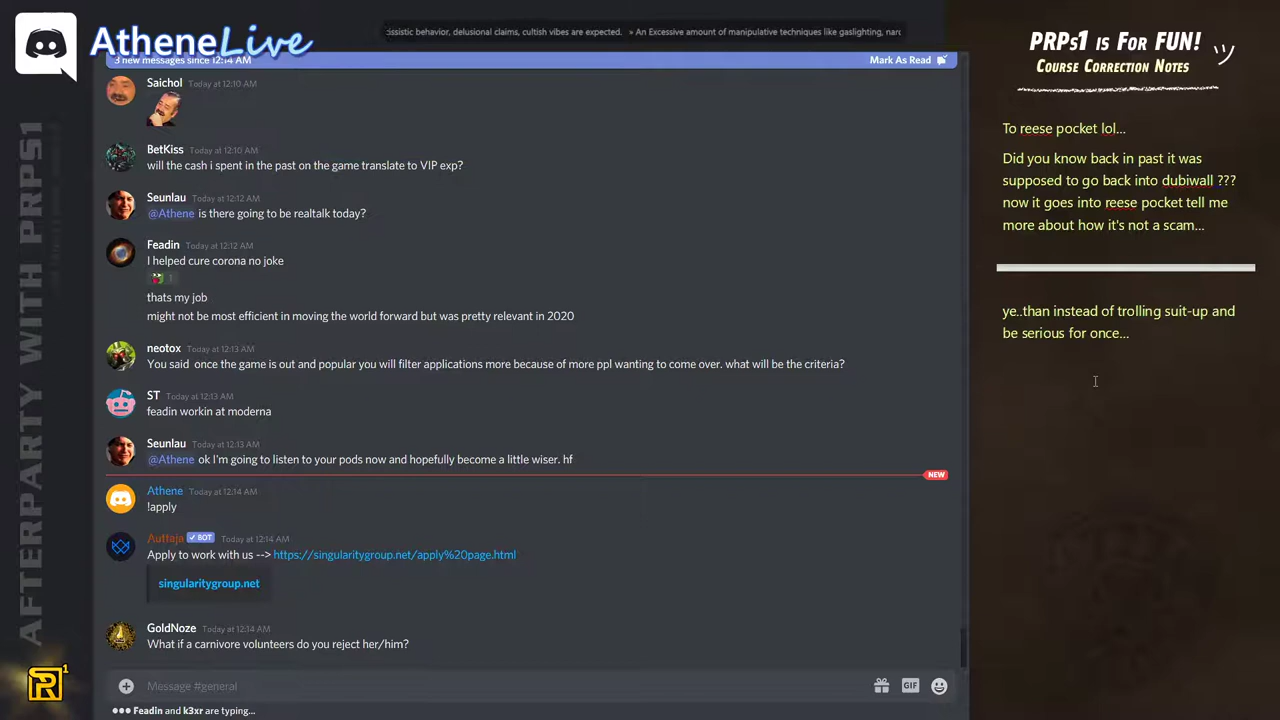 AtheneLive
cissistic behavior, delusional claims, cultish vibes are expected. » An Excessive amount of manipulative techniques like gaslighting, narc
3 new messages since 12:14 AM
Mark As Read
Saichol Today at 12:10 AM
BetKiss Today at 12:10 AM
will the cash i spent in the past on the game translate to VIP exp?
Seunlau Today at 12:12 AM
@Athene is there going to be realtalk today?
Feadin Today at 12:12 AM
I helped cure corona no joke
1
thats my job
might not be most efficient in moving the world forward but was pretty relevant in 2020
neotox Today at 12:13 AM
You said once the game is out and popular you will filter applications more because of more ppl wanting to come over. what will be the criteria?
ST Today at 12:13 AM
feadin workin at moderna
Seunlau Today at 12:13 AM
@Athene ok I'm going to listen to your pods now and hopefully become a little wiser. hf
NEW
Athene Today at 12:14 AM
!apply
Auffaja BOT Today at 12:14 AM
Apply to work with us --> https://singularitygroup.net/apply%20page.html
singularitygroup.net
GoldNoze Today at 12:14 AM
What if a carnivore volunteers do you reject her/him?
Message #general
GIF
Feadin and k3xr are typing...
AFTERPARTY WITH PRPS1
R1
PRPs1 is For FUN!
Course Correction Notes
To reese pocket lol...
Did you know back in past it was
supposed to go back into dubiwall ???
now it goes into reese pocket tell me
more about how it's not a scam...
ye..than instead of trolling suit-up and
be serious for once...